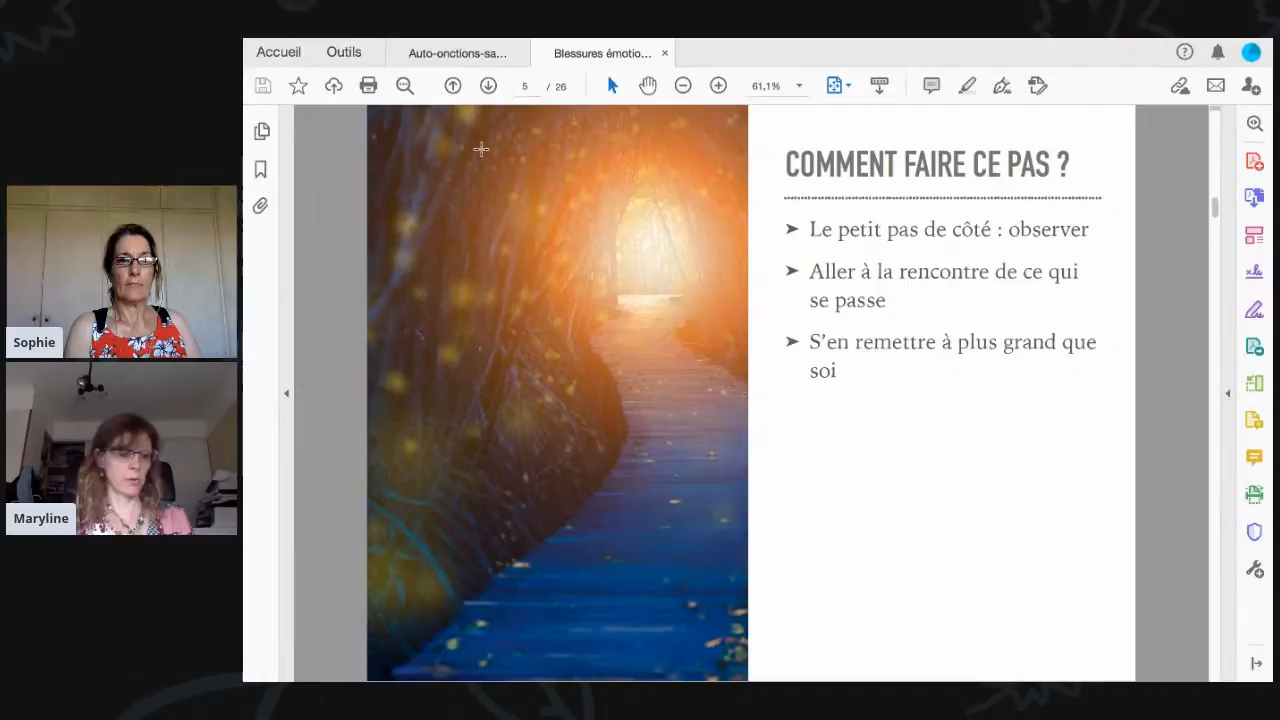 Accueil
Outils
Auto-onctions-sa...
Blessures émotio...
5
/ 26
61,1%
COMMENT FAIRE CE PAS ?
➤ Le petit pas de côté : observer
➤ Aller à la rencontre de ce qui
se passe
➤ S’en remettre à plus grand que
soi
Sophie
Maryline